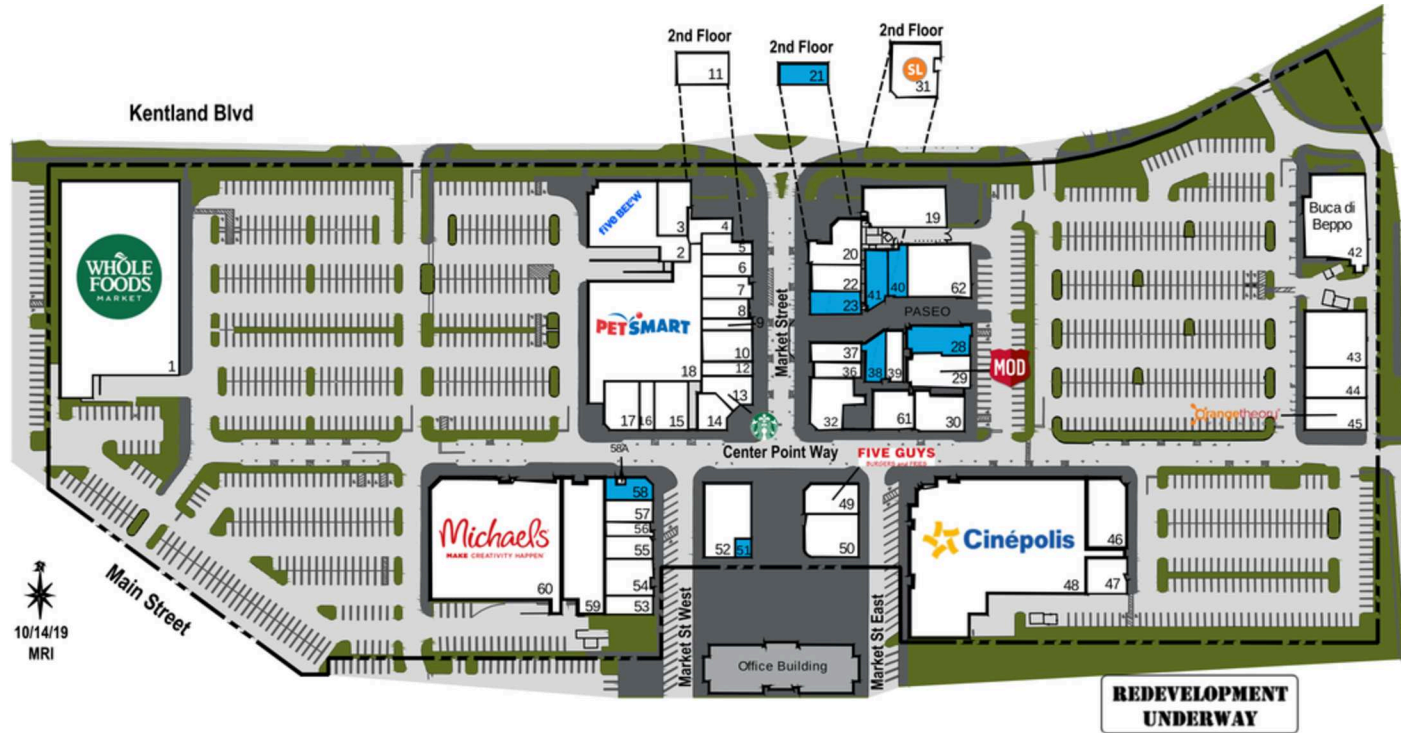 2nd Floor
11
2nd Floor
21
2nd Floor
SL
31
Kentland Blvd
WHOLE
FOODS
MARKET
1
five BEL'W
3
2
4
5
6
7
8
9
10
12
13
PETSMART
18
17
16
15
14
Market Street
19
20
22
23
41
40
62
PASEO
37
36
38
39
28
29
MOD
32
61
30
Buca di
Beppo
42
43
44
45
Orangetheory
Center Point Way
FIVE GUYS
BURGERS and FRIES
58A
58
57
56
55
54
53
Michaels
MAKE CREATIVITY HAPPEN
60
59
52
51
49
50
Cinépolis
46
47
48
Main Street
Market St West
Market St East
Office Building
10/14/19
MRI
REDEVELOPMENT
UNDERWAY